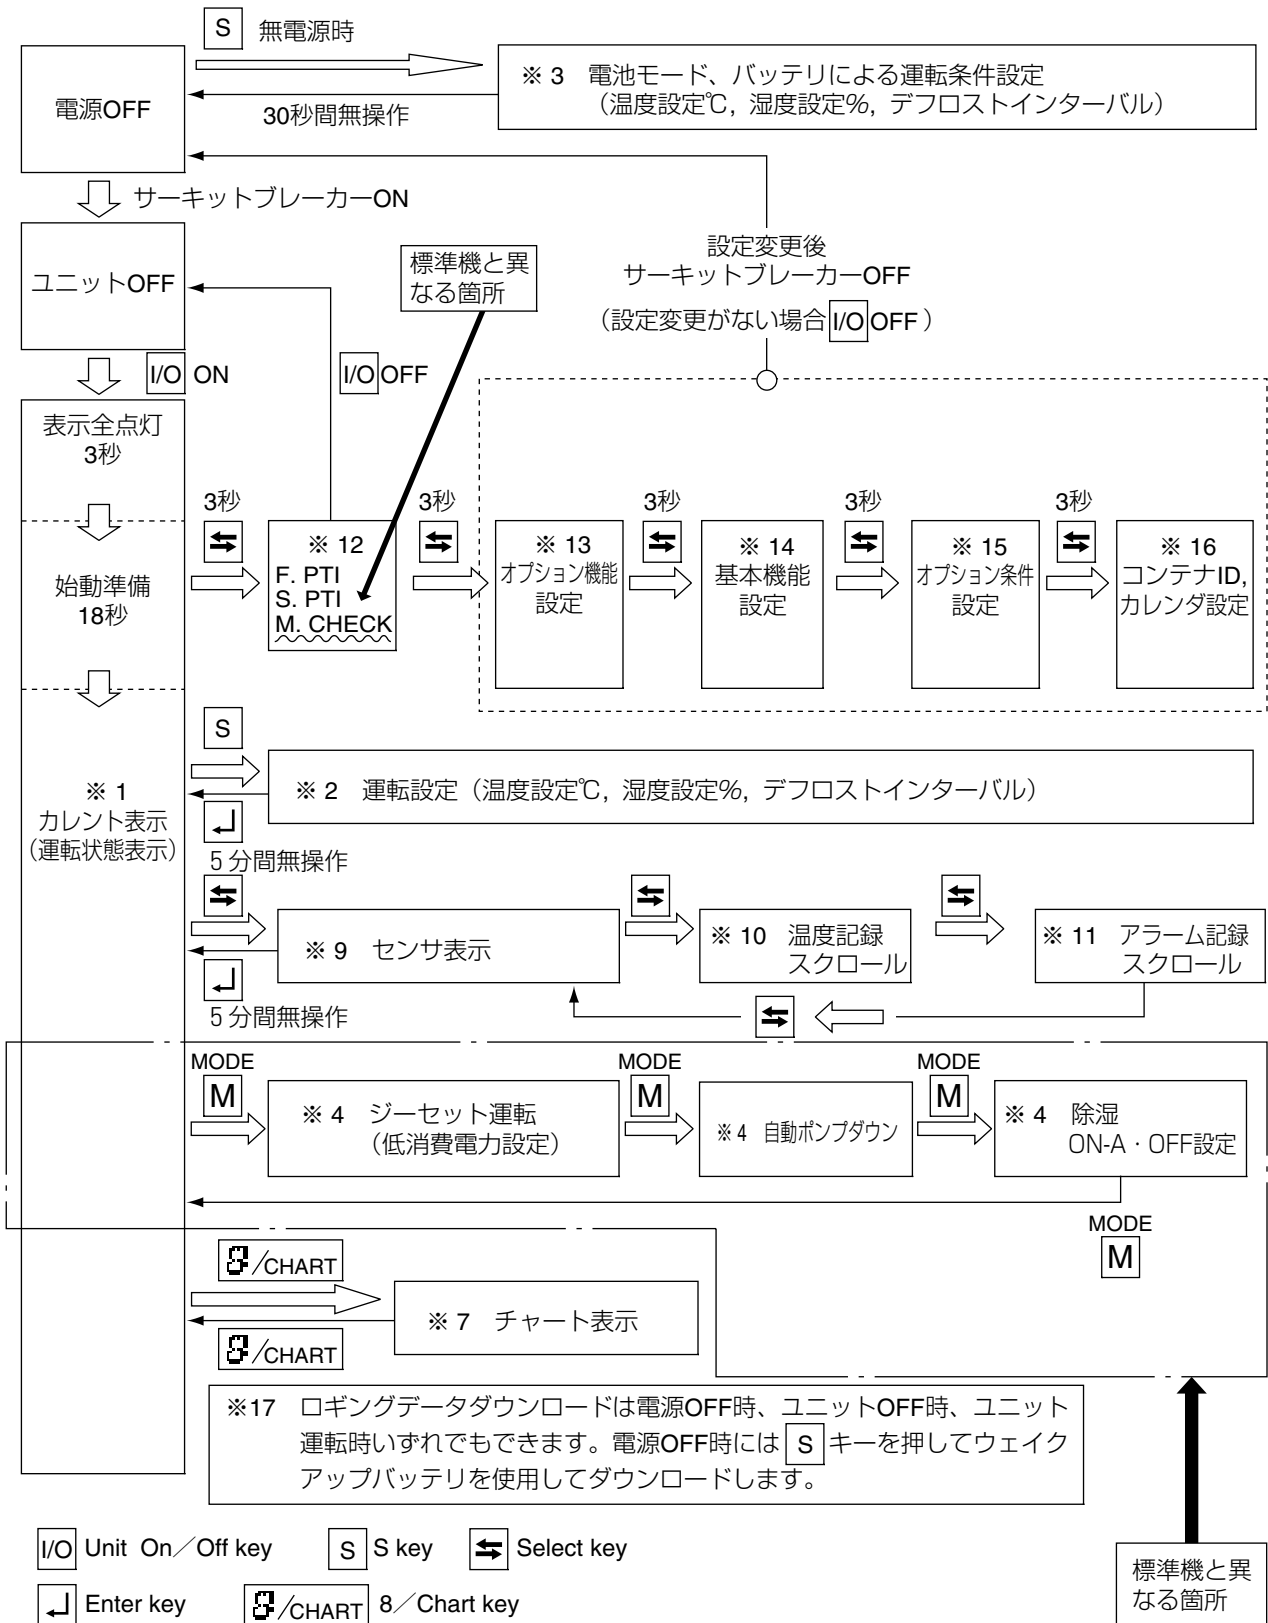 S 無電源時
電源OFF
※ 3 電池モード、バッテリによる運転条件設定
（温度設定℃, 湿度設定%, デフロストインターバル）
30秒間無操作
サーキットブレーカーON
ユニットOFF
標準機と異
なる箇所
設定変更後
サーキットブレーカーOFF
（設定変更がない場合 I/O OFF）
I/O ON
I/O OFF
表示全点灯
3秒
始動準備
18秒
3秒
※ 12
F. PTI
S. PTI
M. CHECK
3秒
※ 13
オプション機能
設定
3秒
※ 14
基本機能
設定
3秒
※ 15
オプション条件
設定
3秒
※ 16
コンテナID,
カレンダ設定
※ 1
カレント表示
（運転状態表示）
S
※ 2 運転設定（温度設定℃, 湿度設定%, デフロストインターバル）
5分間無操作
※ 9 センサ表示
※ 10 温度記録
スクロール
※ 11 アラーム記録
スクロール
5分間無操作
MODE
M
※ 4 ジーセット運転
（低消費電力設定）
MODE
M
※ 4 自動ポンプダウン
MODE
M
※ 4 除湿
ON-A・OFF設定
MODE
M
8/CHART
※ 7 チャート表示
8/CHART
※17 ロギングデータダウンロードは電源OFF時、ユニットOFF時、ユニット
運転時いずれでもできます。電源OFF時には S キーを押してウェイク
アップバッテリを使用してダウンロードします。
I/O Unit On／Off key
S S key
Select key
Enter key
8/CHART 8／Chart key
標準機と異
なる箇所